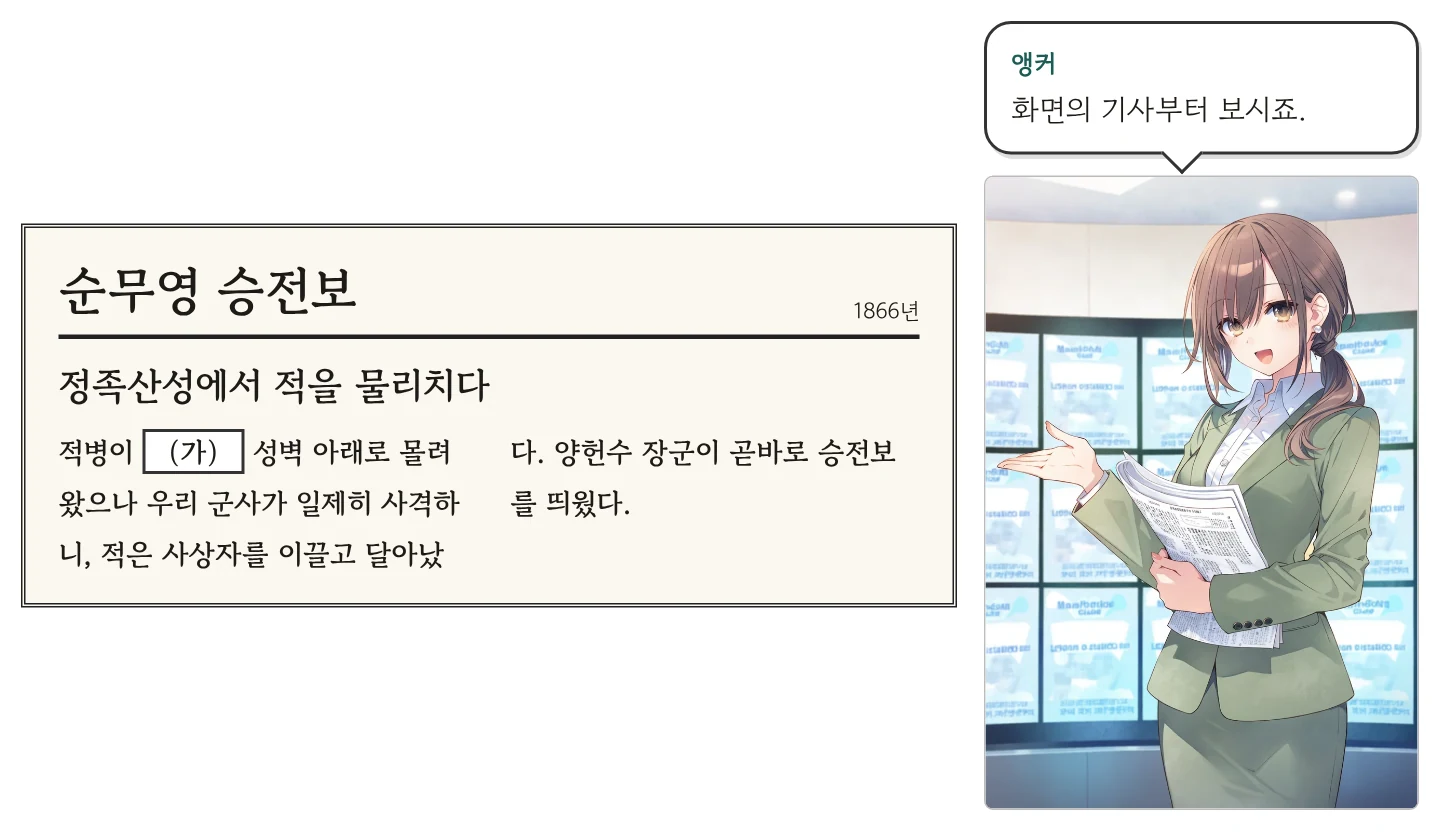 순무영 승전보
1866년
정족산성에서 적을 물리치다
적병이 (가) 성벽 아래로 몰려
왔으나 우리 군사가 일제히 사격하
니, 적은 사상자를 이끌고 달아났
다. 양헌수 장군이 곧바로 승전보
를 띄웠다.
앵커
화면의 기사부터 보시죠.